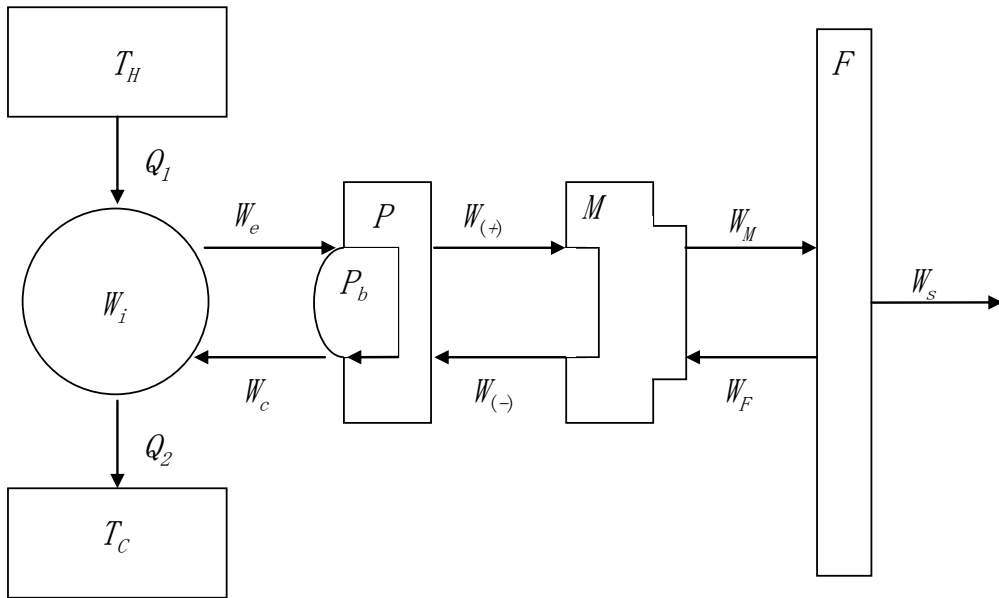 T_H
F
Q_1
W_e
P
W_(+)
M
W_M
P_b
W_i
W_s
W_c
W_(-)
W_F
Q_2
T_C